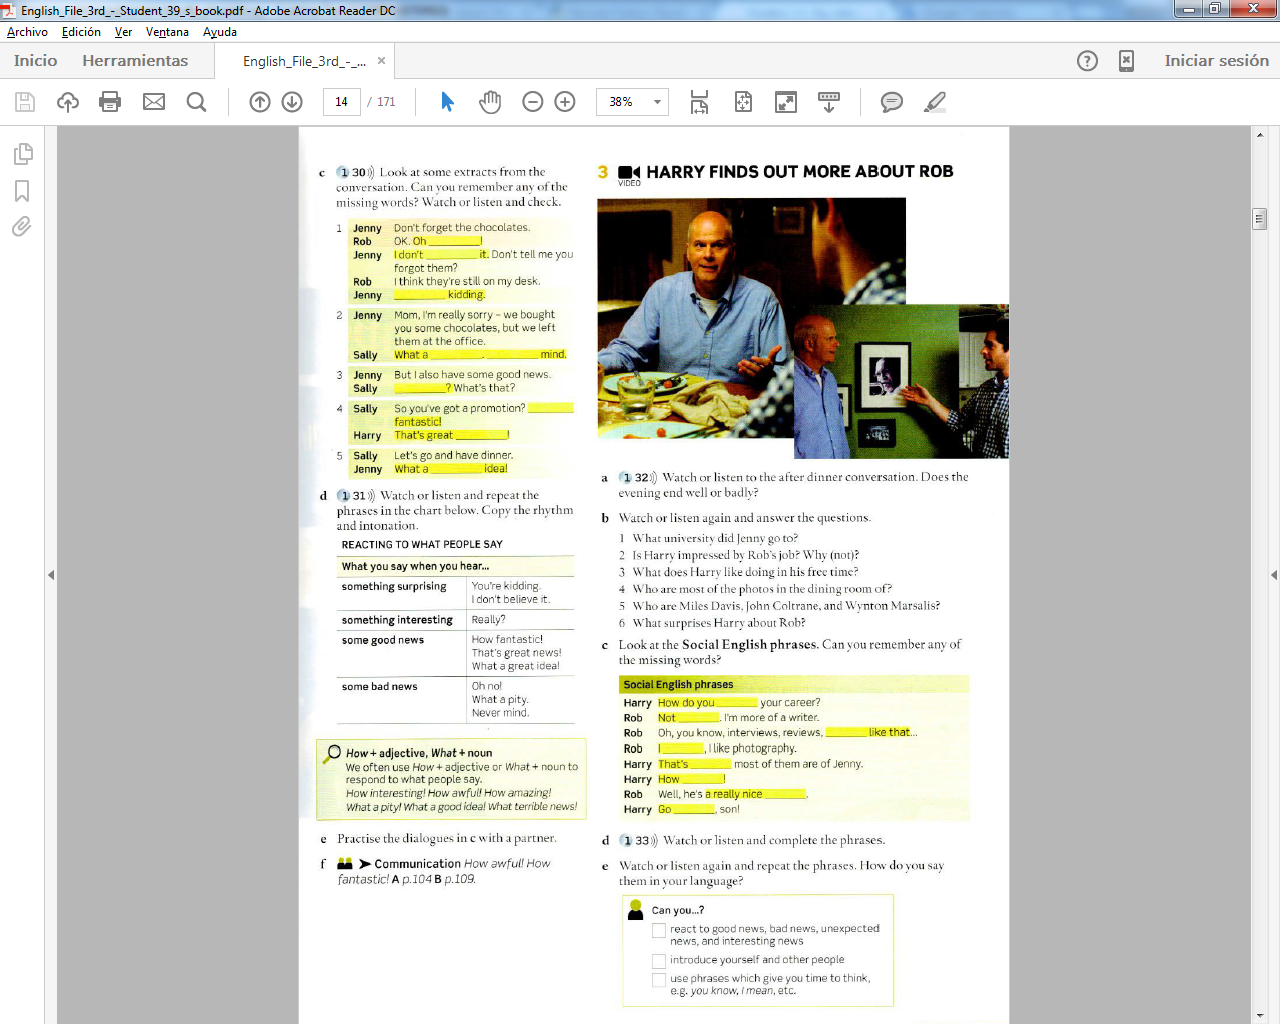 English_File_3rd_-_Student_39_s_book.pdf - Adobe Acrobat Reader DC
Archivo Edición Ver Ventana Ayuda
Inicio Herramientas English_File_3rd_-_... × Iniciar sesión
14 / 171 38%
c 1 30 Look at some extracts from the
conversation. Can you remember any of the
missing words? Watch or listen and check.
1 Jenny Don't forget the chocolates.
Rob OK. Oh ________!
Jenny I don't ________ it. Don't tell me you
forgot them?
Rob I think they're still on my desk.
Jenny ________ kidding.
2 Jenny Mom, I'm really sorry – we bought
you some chocolates, but we left
them at the office.
Sally What a ________. ________ mind.
3 Jenny But I also have some good news.
Sally ________? What's that?
4 Sally So you've got a promotion? ________
fantastic!
Harry That's great ________!
5 Sally Let's go and have dinner.
Jenny What a ________ idea!
d 1 31 Watch or listen and repeat the
phrases in the chart below. Copy the rhythm
and intonation.
REACTING TO WHAT PEOPLE SAY
What you say when you hear...
something surprising You're kidding.
I don't believe it.
something interesting Really?
some good news How fantastic!
That's great news!
What a great idea!
some bad news Oh no!
What a pity.
Never mind.
How + adjective, What + noun
We often use How + adjective or What + noun to
respond to what people say.
How interesting! How awful! How amazing!
What a pity! What a good idea! What terrible news!
e Practise the dialogues in c with a partner.
f Communication How awful! How
fantastic! A p.104 B p.109.
3 VIDEO HARRY FINDS OUT MORE ABOUT ROB
a 1 32 Watch or listen to the after dinner conversation. Does the
evening end well or badly?
b Watch or listen again and answer the questions.
1 What university did Jenny go to?
2 Is Harry impressed by Rob's job? Why (not)?
3 What does Harry like doing in his free time?
4 Who are most of the photos in the dining room of?
5 Who are Miles Davis, John Coltrane, and Wynton Marsalis?
6 What surprises Harry about Rob?
c Look at the Social English phrases. Can you remember any of
the missing words?
Social English phrases
Harry How do you ________ your career?
Rob Not ________. I'm more of a writer.
Rob Oh, you know, interviews, reviews, ________ like that...
Rob I ________, I like photography.
Harry That's ________ most of them are of Jenny.
Harry How ________!
Rob Well, he's a really nice ________.
Harry Go ________, son!
d 1 33 Watch or listen and complete the phrases.
e Watch or listen again and repeat the phrases. How do you say
them in your language?
Can you...?
react to good news, bad news, unexpected
news, and interesting news
introduce yourself and other people
use phrases which give you time to think,
e.g. you know, I mean, etc.